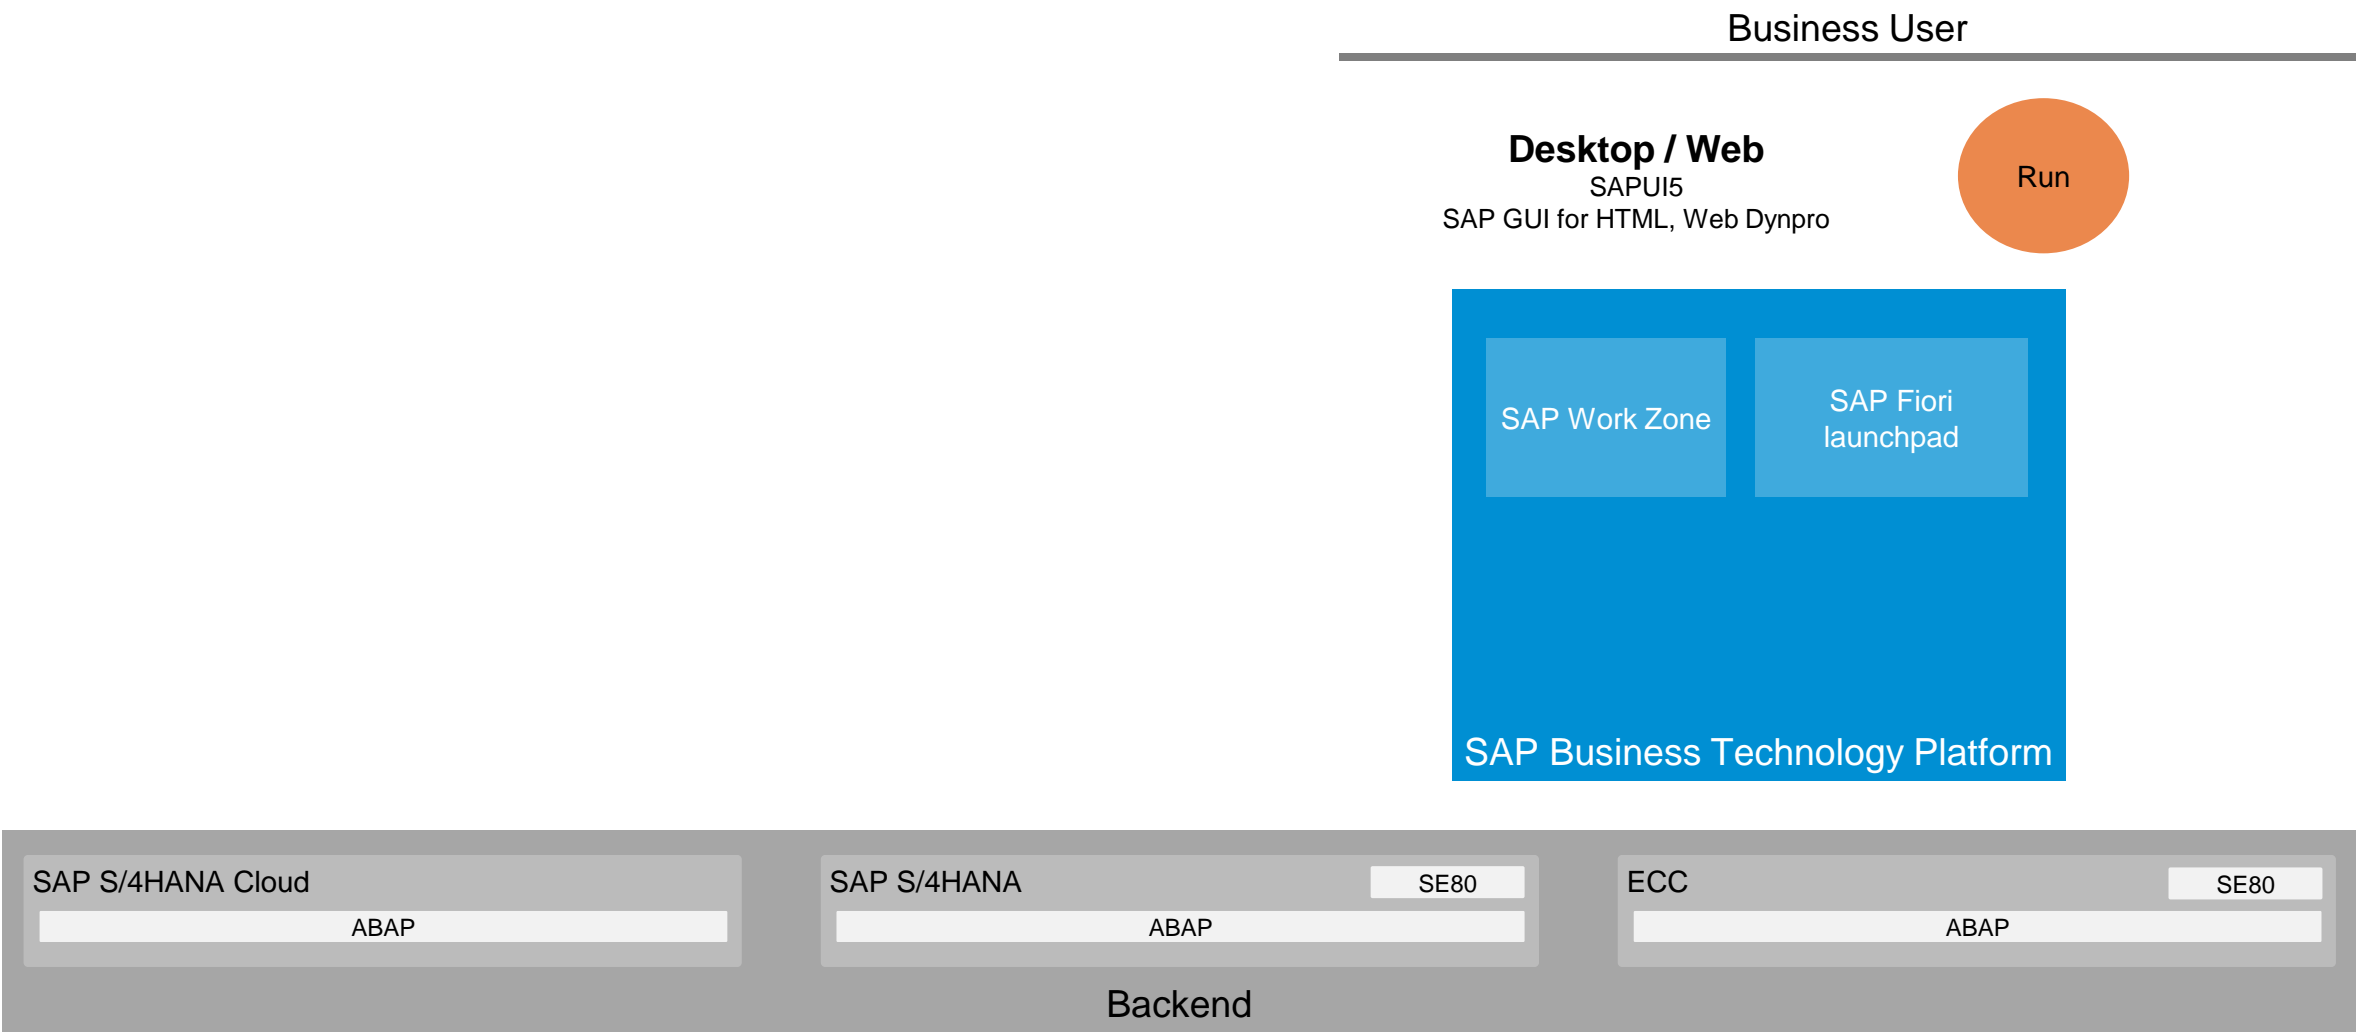 Business User
Desktop / Web
SAPUI5
SAP GUI for HTML, Web Dynpro
Run
SAP Work Zone
SAP Fiori
launchpad
SAP Business Technology Platform
SAP S/4HANA Cloud
ABAP
SAP S/4HANA
SE80
ABAP
ECC
SE80
ABAP
Backend